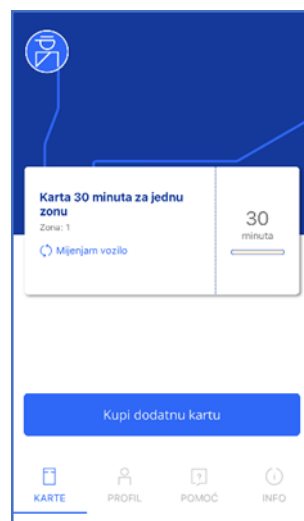 Karta 30 minuta za jednu
zonu
Zona: 1
Mijenjam vozilo
30
minuta
Kupi dodatnu kartu
KARTE
PROFIL
POMOĆ
INFO